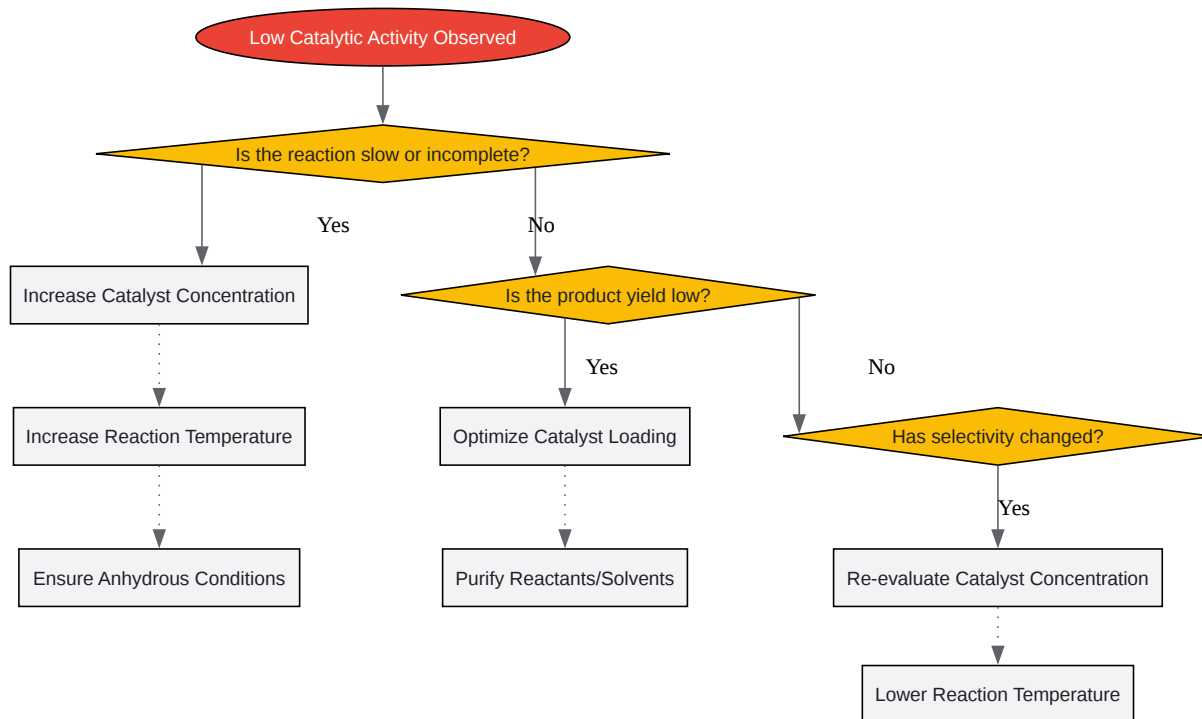 Low Catalytic Activity Observed
Is the reaction slow or incomplete?
Yes
No
Increase Catalyst Concentration
Is the product yield low?
Yes
No
Increase Reaction Temperature
Optimize Catalyst Loading
Has selectivity changed?
Yes
Ensure Anhydrous Conditions
Purify Reactants/Solvents
Re-evaluate Catalyst Concentration
Lower Reaction Temperature